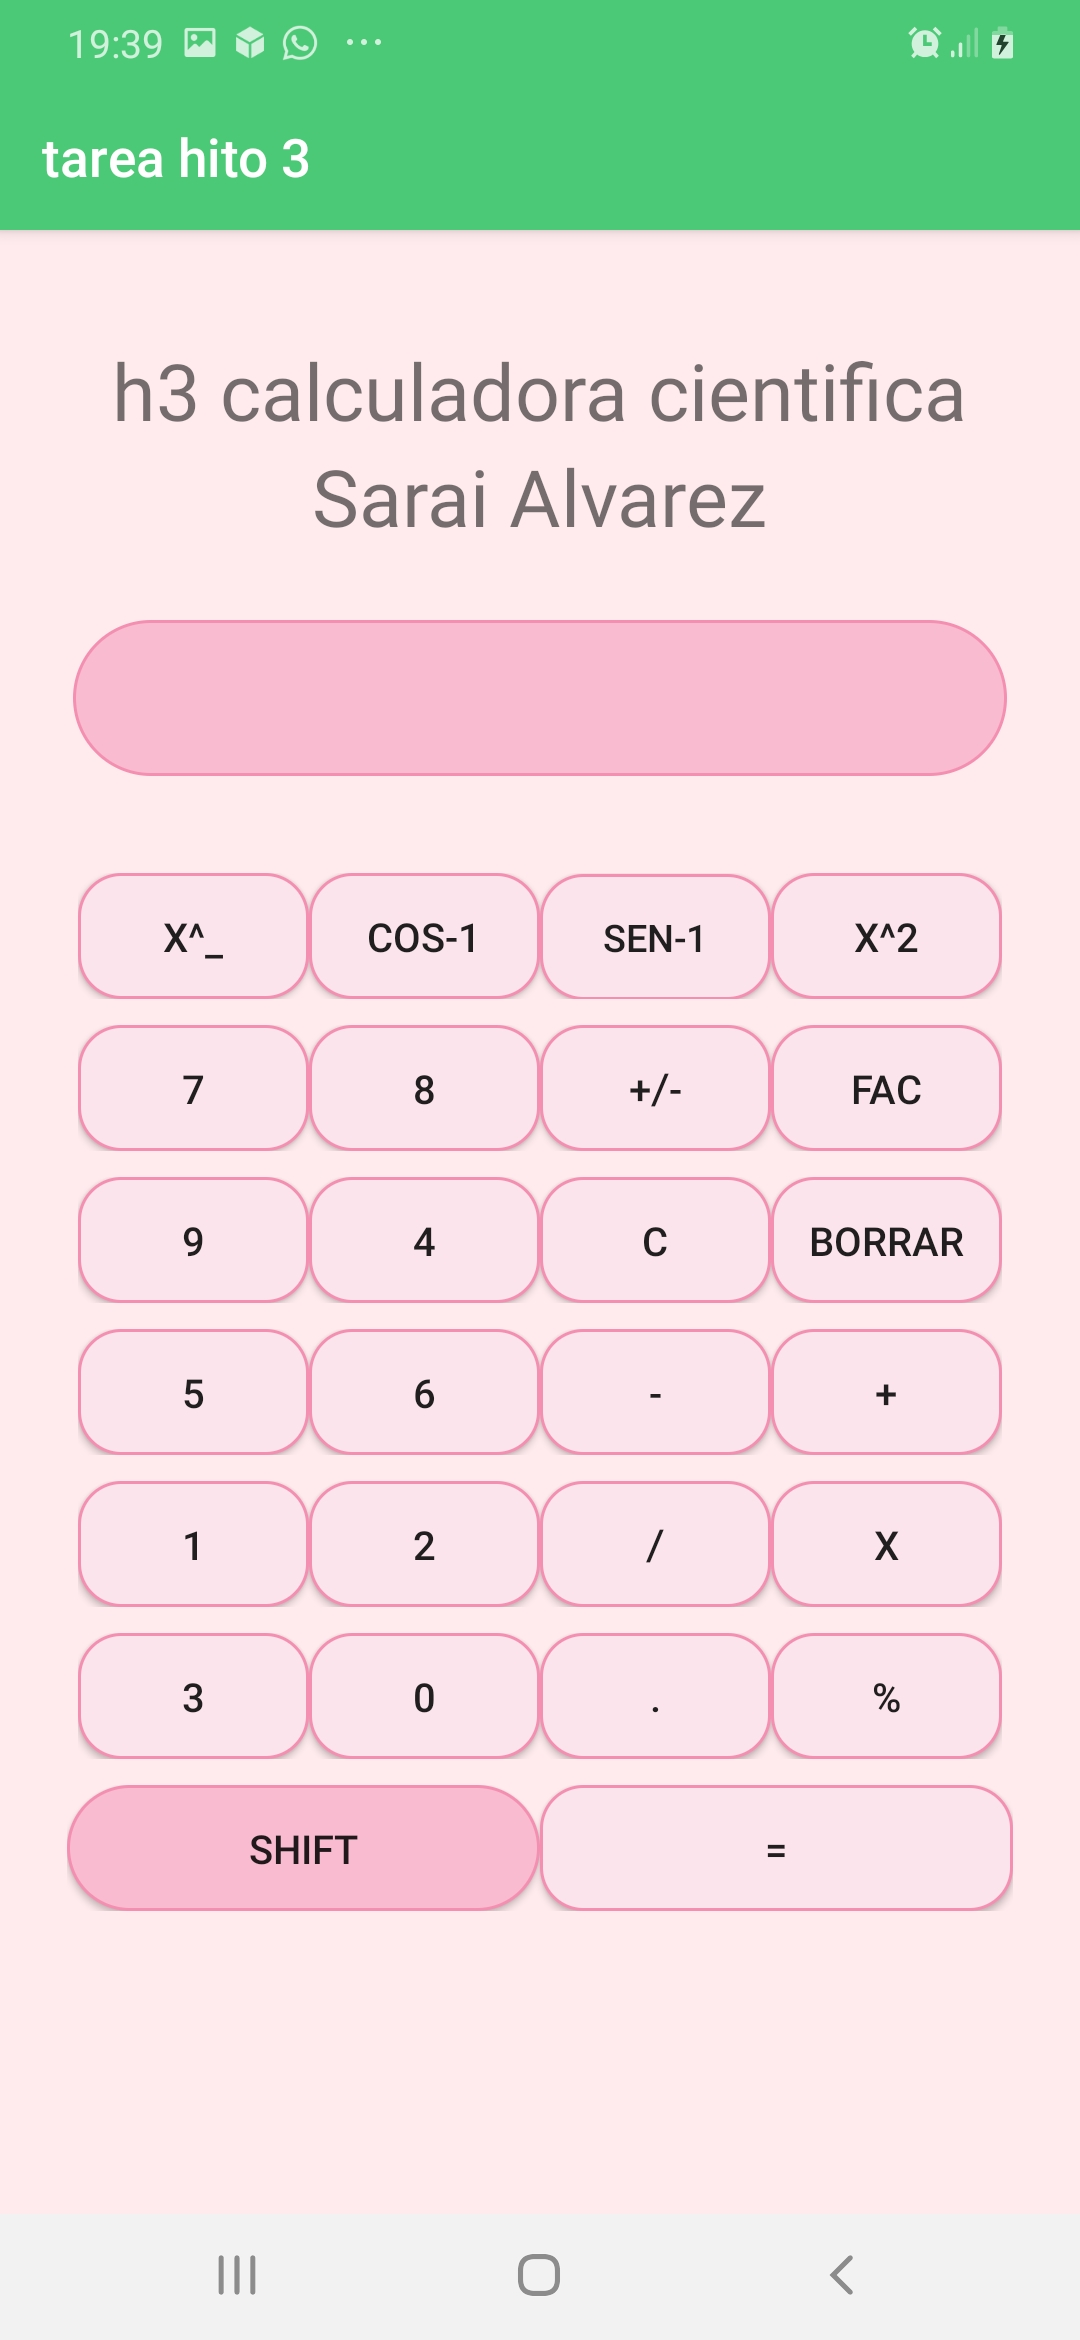 19:39
tarea hito 3
h3 calculadora cientifica
Sarai Alvarez
X^_ COS-1 SEN-1 X^2
7 8 +/- FAC
9 4 C BORRAR
5 6 - +
1 2 / X
3 0 . %
SHIFT =